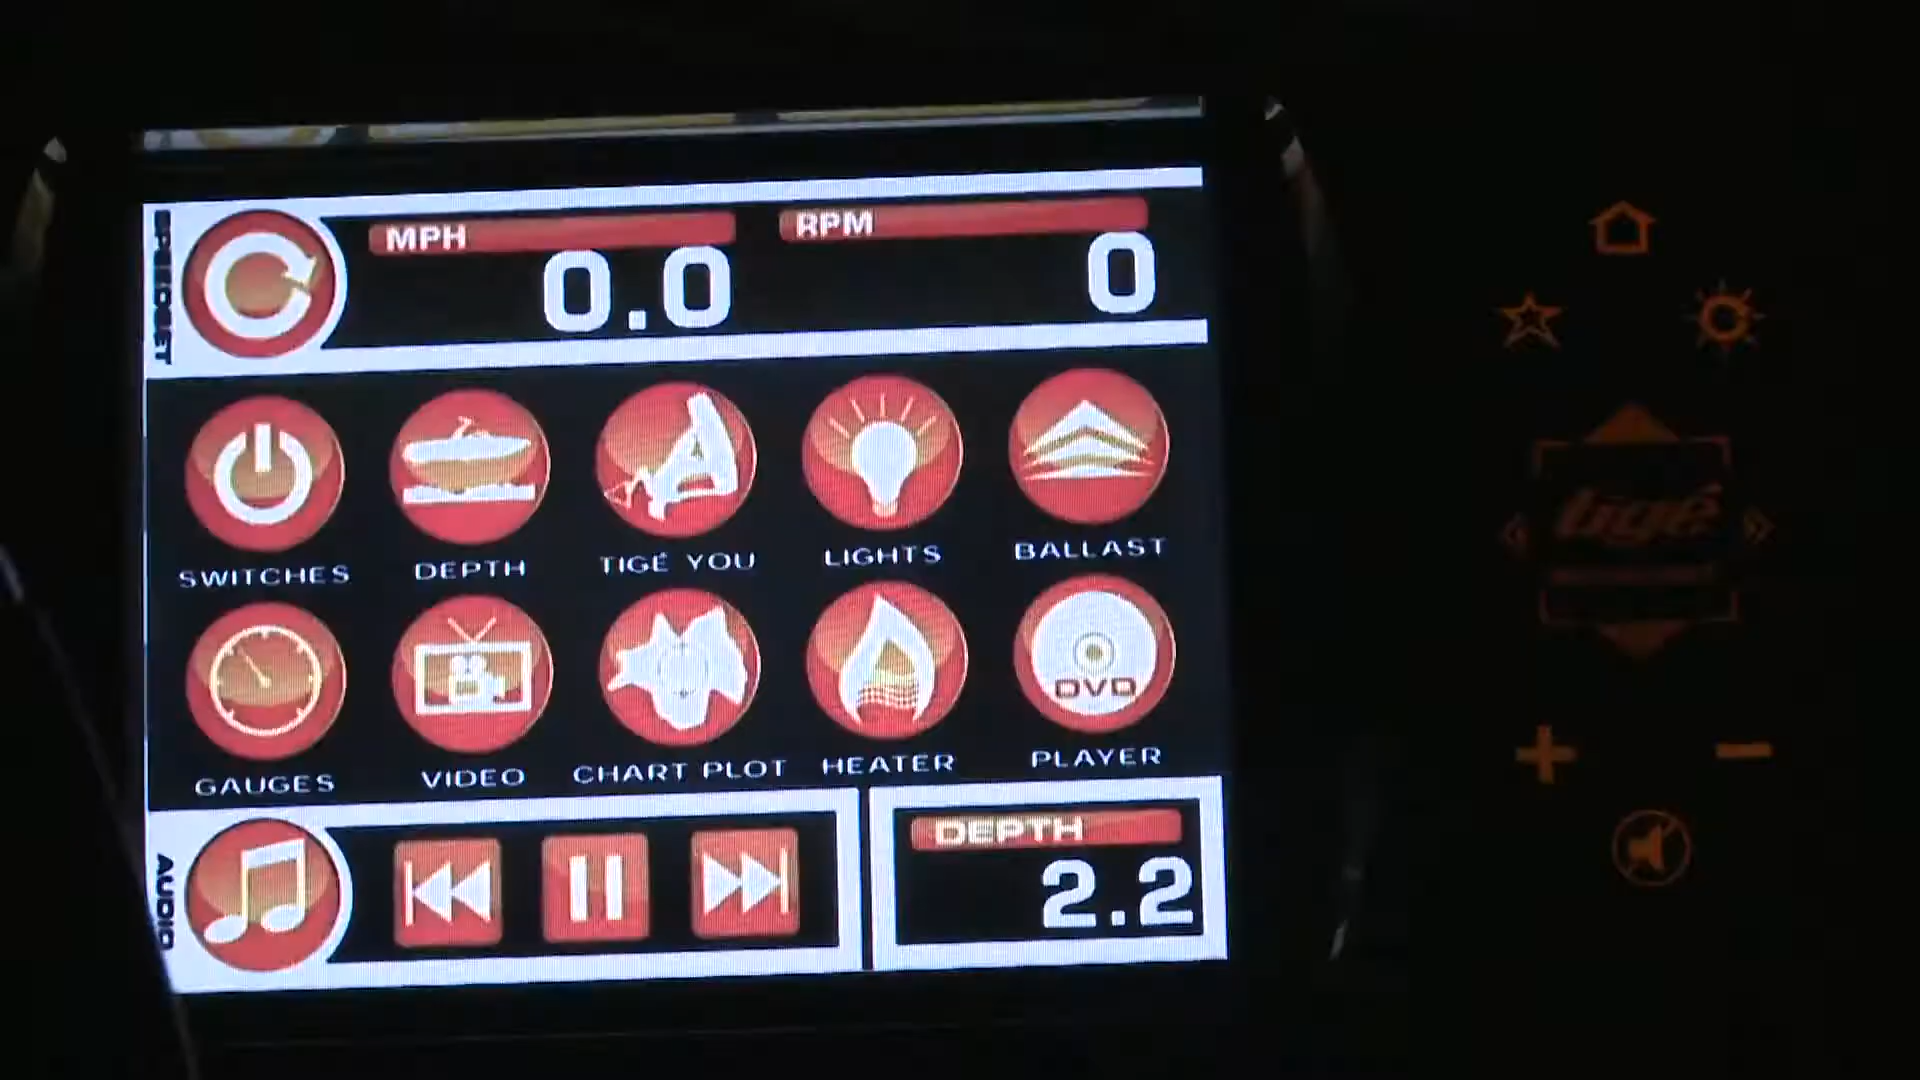 MPH
0.0
RPM
0
SWITCHES
DEPTH
TIGÉ YOU
LIGHTS
BALLAST
GAUGES
VIDEO
CHART PLOT
HEATER
DVD
PLAYER
AUDIO
DEPTH
2.2
tigé